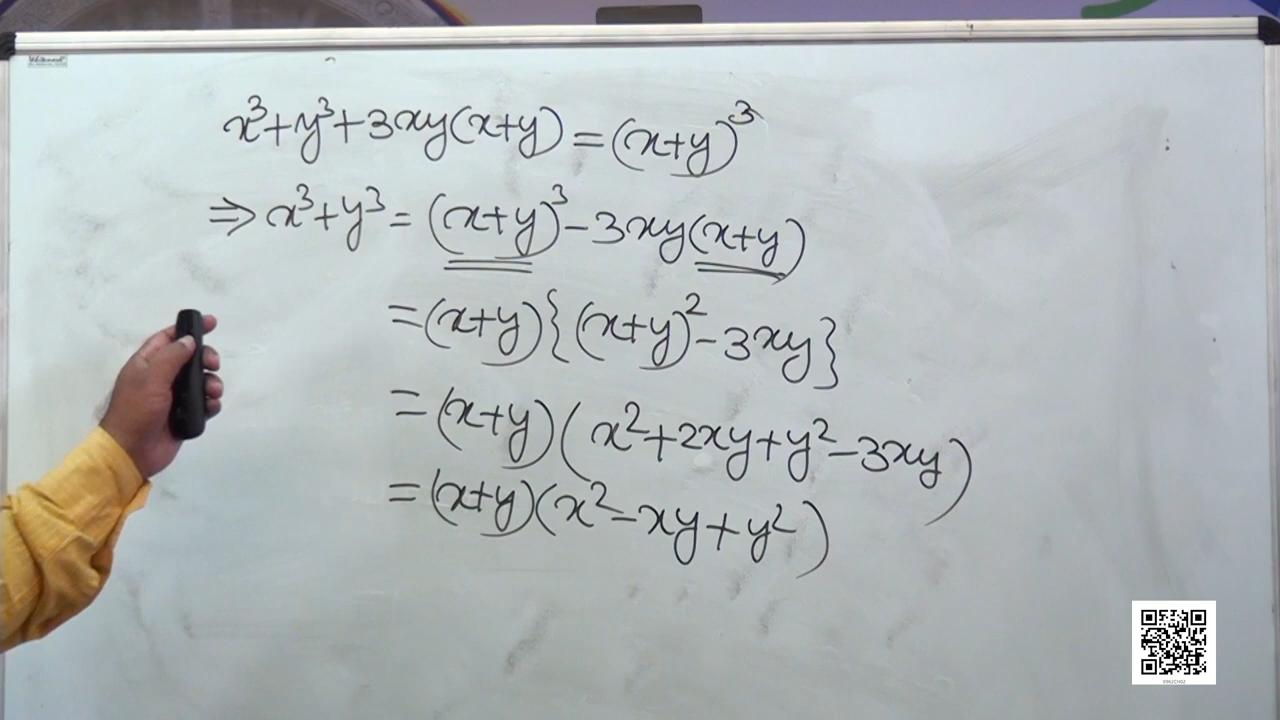 x³+y³+3xy(x+y)=(x+y)³
⇒x³+y³=(x+y)³-3xy(x+y)
=(x+y){(x+y)²-3xy}
=(x+y)(x²+2xy+y²-3xy)
=(x+y)(x²-xy+y²)